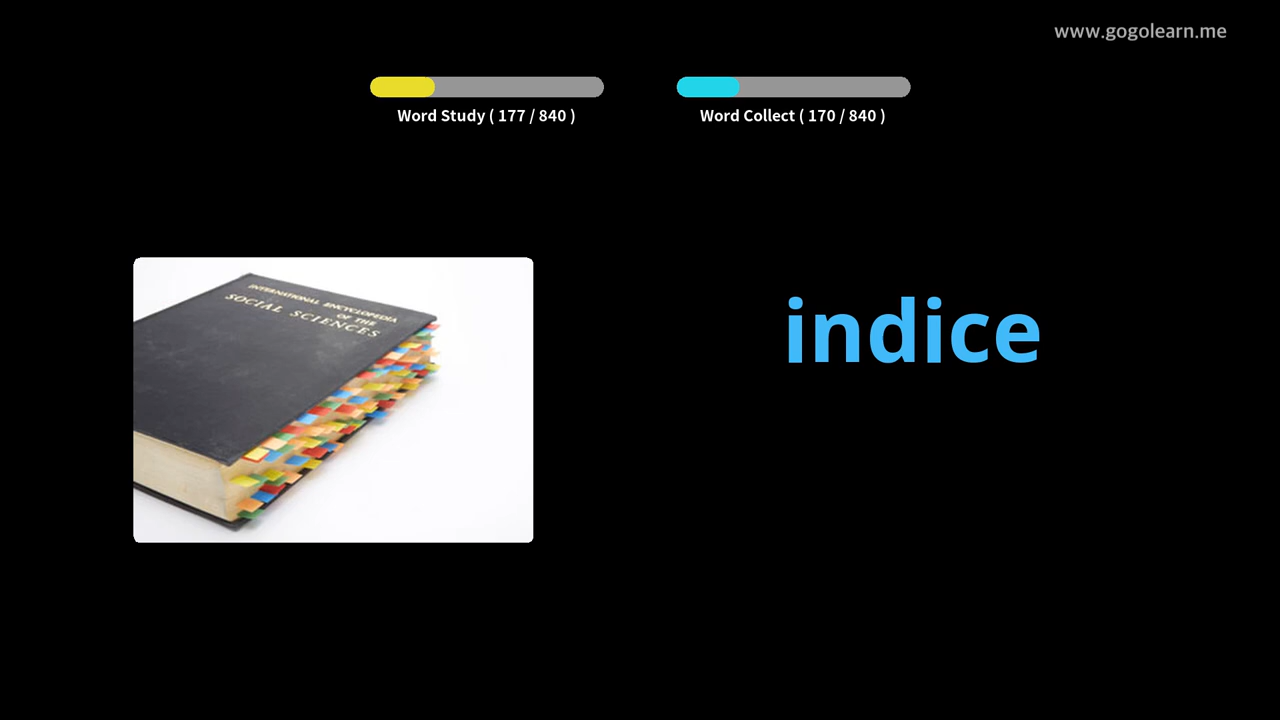 www.gogolearn.me
Word Study ( 177 / 840 )
Word Collect ( 170 / 840 )
INTERNATIONAL ENCYCLOPEDIA
OF THE
SOCIAL SCIENCES
indice